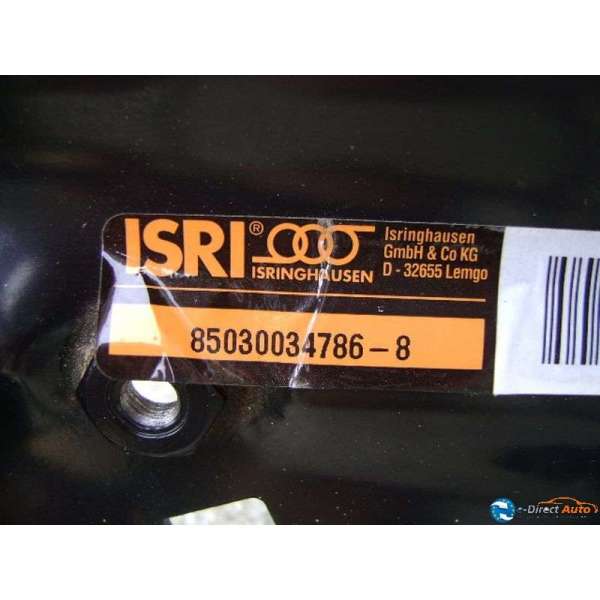 ISRI®
ISRINGHAUSEN
Isringhausen
GmbH & Co KG
D - 32655 Lemgo
85030034786-8
e-Direct Auto